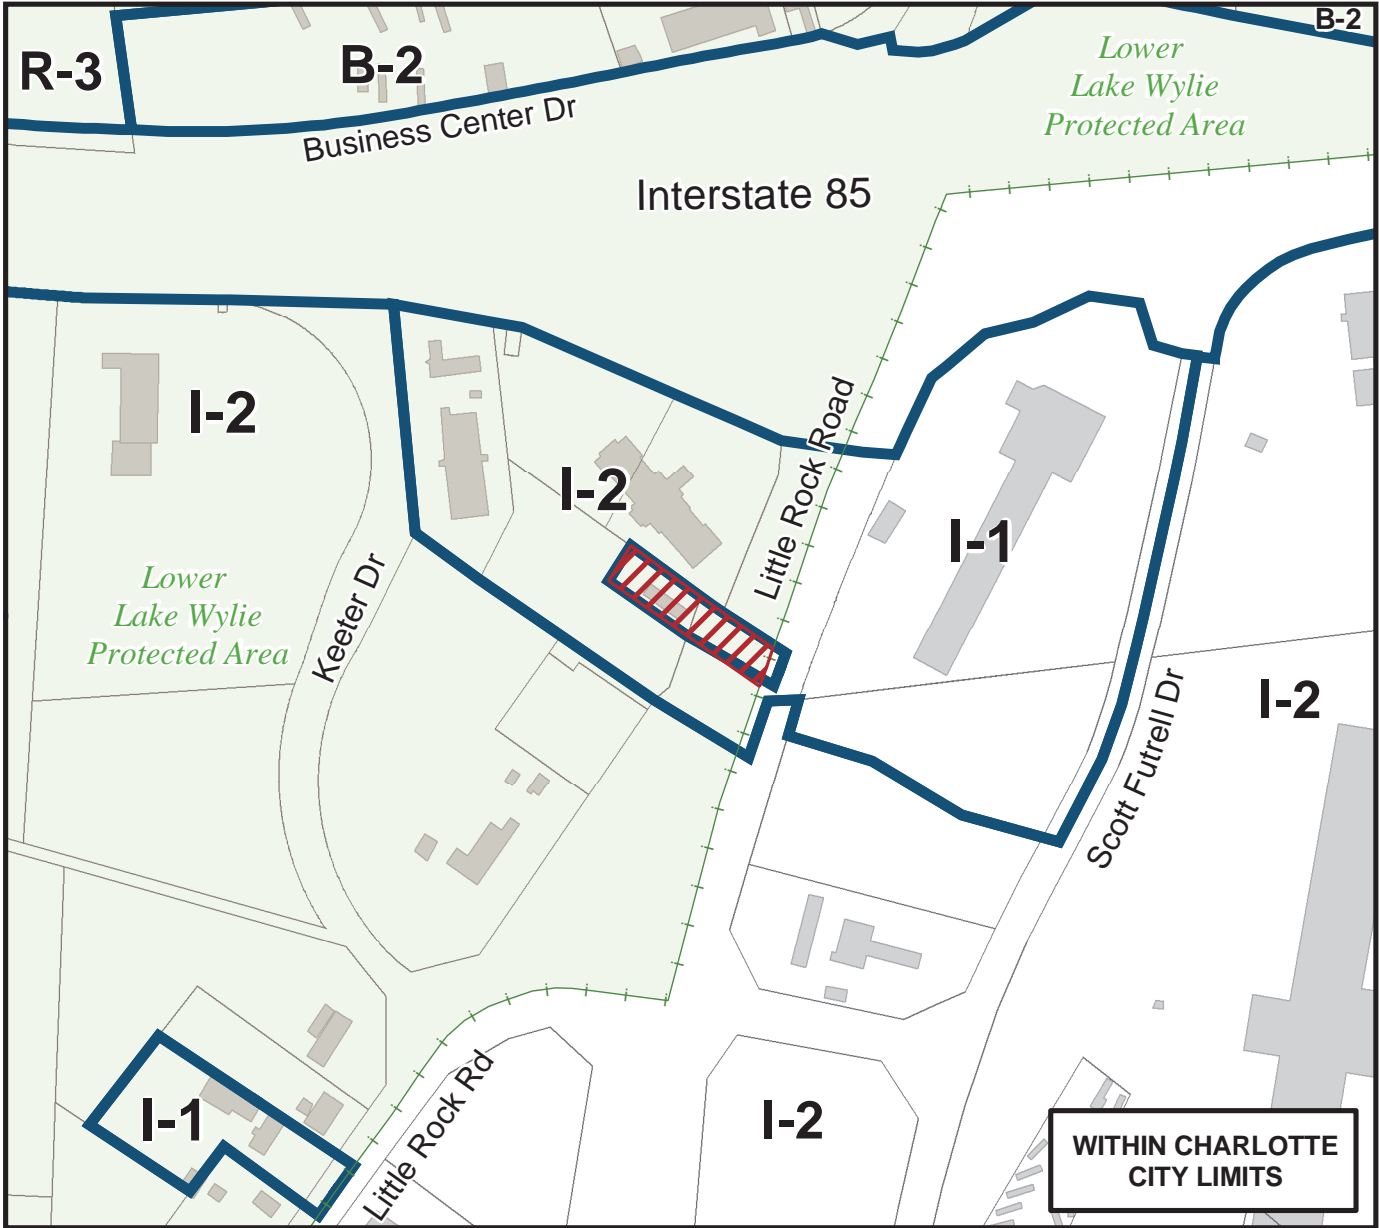 B-2
R-3
B-2
Lower
Lake Wylie
Protected Area
Business Center Dr
Interstate 85
I-2
I-2
Little Rock Road
I-1
Lower
Lake Wylie
Protected Area
Keeter Dr
I-2
Scott Futrell Dr
I-1
Little Rock Rd
I-2
WITHIN CHARLOTTE
CITY LIMITS